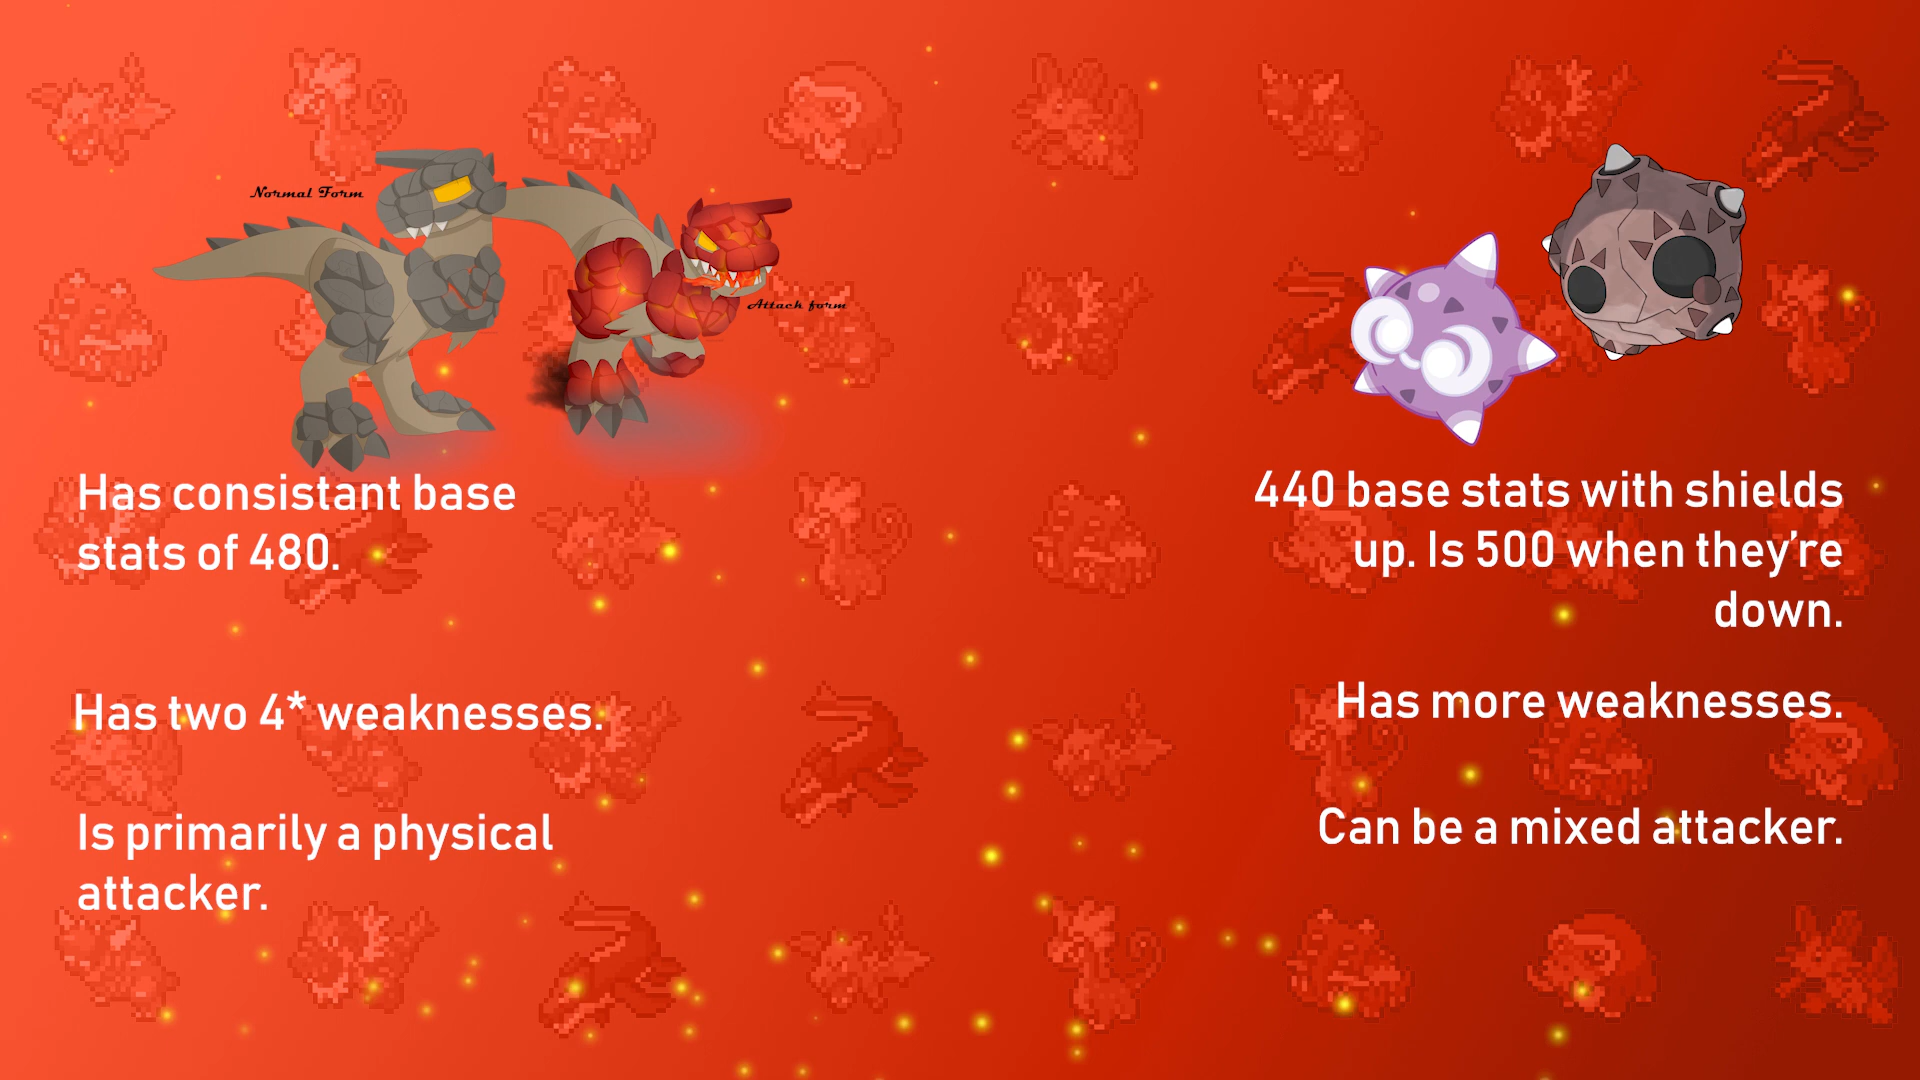 Normal Form
Attack form
Has consistant base
stats of 480.
Has two 4* weaknesses.
Is primarily a physical
attacker.
440 base stats with shields
up. Is 500 when they’re
down.
Has more weaknesses.
Can be a mixed attacker.